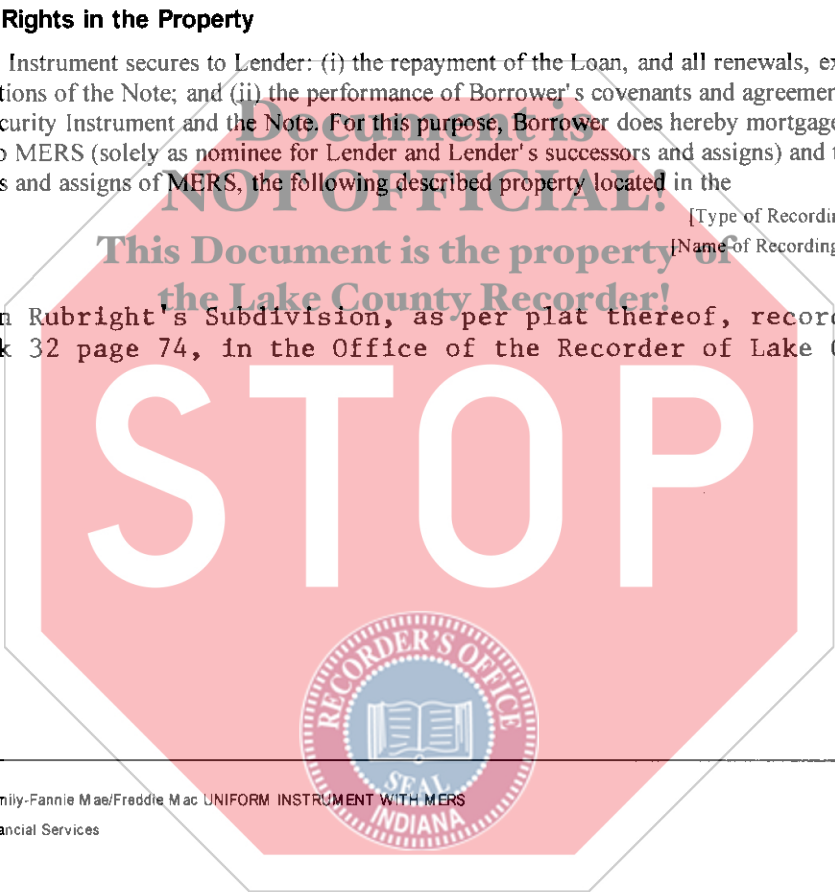 Rights in the Property
Instrument secures to Lender: (i) the repayment of the Loan, and all renewals, ex
tions of the Note; and (ii) the performance of Borrower's covenants and agreemen
curity Instrument and the Note. For this purpose, Borrower does hereby mortgage
o MERS (solely as nominee for Lender and Lender's successors and assigns) and t
s and assigns of MERS, the following described property located in the
[Type of Recordin
[Name of Recording
Document is
NOT OFFICIAL!
This Document is the property of
the Lake County Recorder!
n Rubright's Subdivision, as per plat thereof, recor
k 32 page 74, in the Office of the Recorder of Lake
STOP
RECORDER'S OFFICE
SEAL
INDIANA
nily-Fannie Mae/Freddie Mac UNIFORM INSTRUMENT WITH MERS
ancial Services